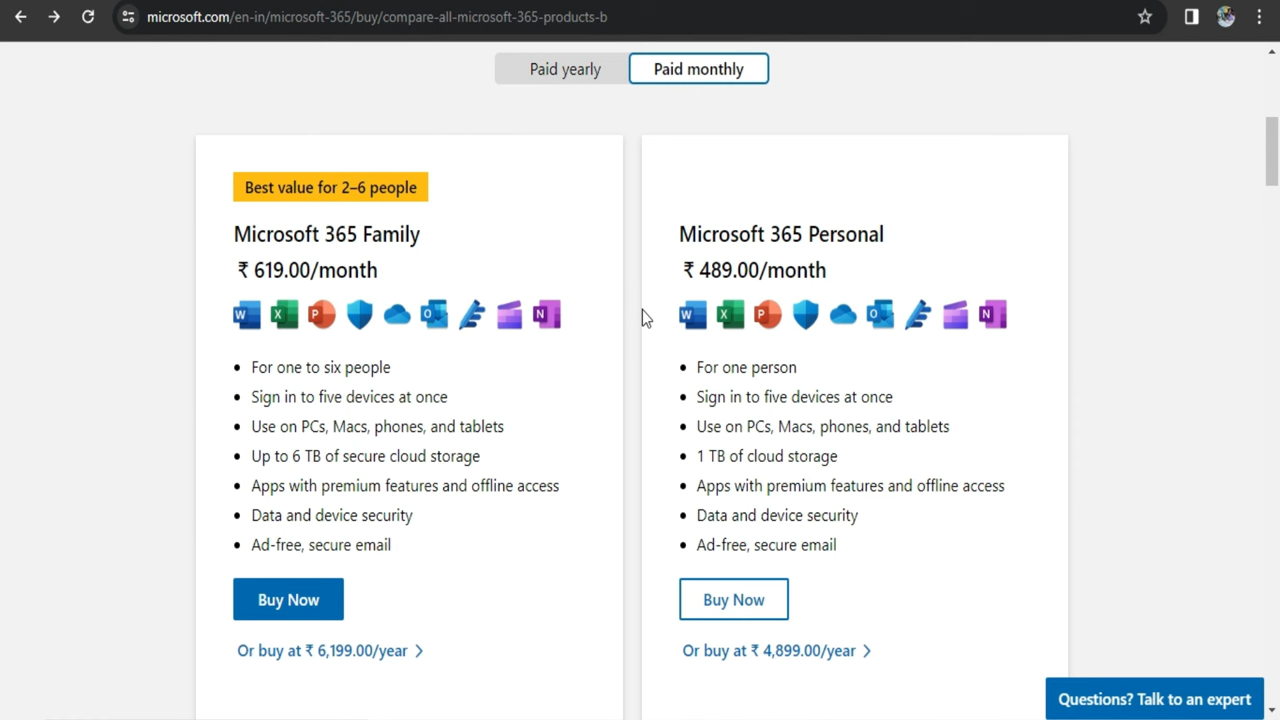 microsoft.com/en-in/microsoft-365/buy/compare-all-microsoft-365-products-b
Paid yearly
Paid monthly
Best value for 2–6 people
Microsoft 365 Family
₹ 619.00/month
W X P O N
• For one to six people
• Sign in to five devices at once
• Use on PCs, Macs, phones, and tablets
• Up to 6 TB of secure cloud storage
• Apps with premium features and offline access
• Data and device security
• Ad-free, secure email
Buy Now
Or buy at ₹ 6,199.00/year
Microsoft 365 Personal
₹ 489.00/month
W X P O N
• For one person
• Sign in to five devices at once
• Use on PCs, Macs, phones, and tablets
• 1 TB of cloud storage
• Apps with premium features and offline access
• Data and device security
• Ad-free, secure email
Buy Now
Or buy at ₹ 4,899.00/year
Questions? Talk to an expert